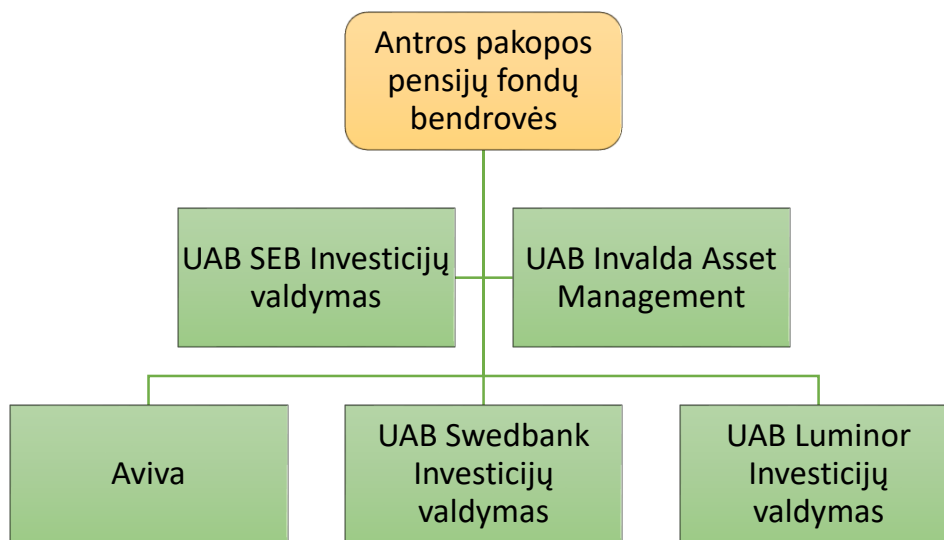 Antros pakopos
pensijų fondų
bendrovės
UAB SEB Investicijų
valdymas
UAB Invalda Asset
Management
Aviva
UAB Swedbank
Investicijų
valdymas
UAB Luminor
Investicijų
valdymas